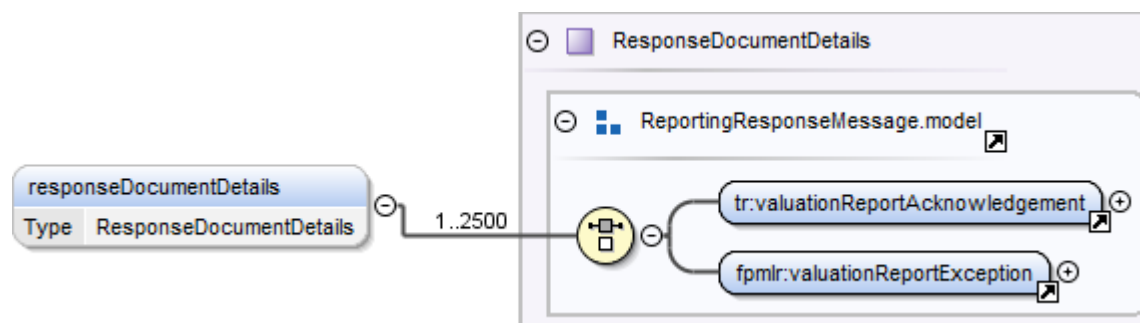 ResponseDocumentDetails
ReportingResponseMessage.model
responseDocumentDetails
Type ResponseDocumentDetails
1..2500
tr:valuationReportAcknowledgement
fpmlr:valuationReportException